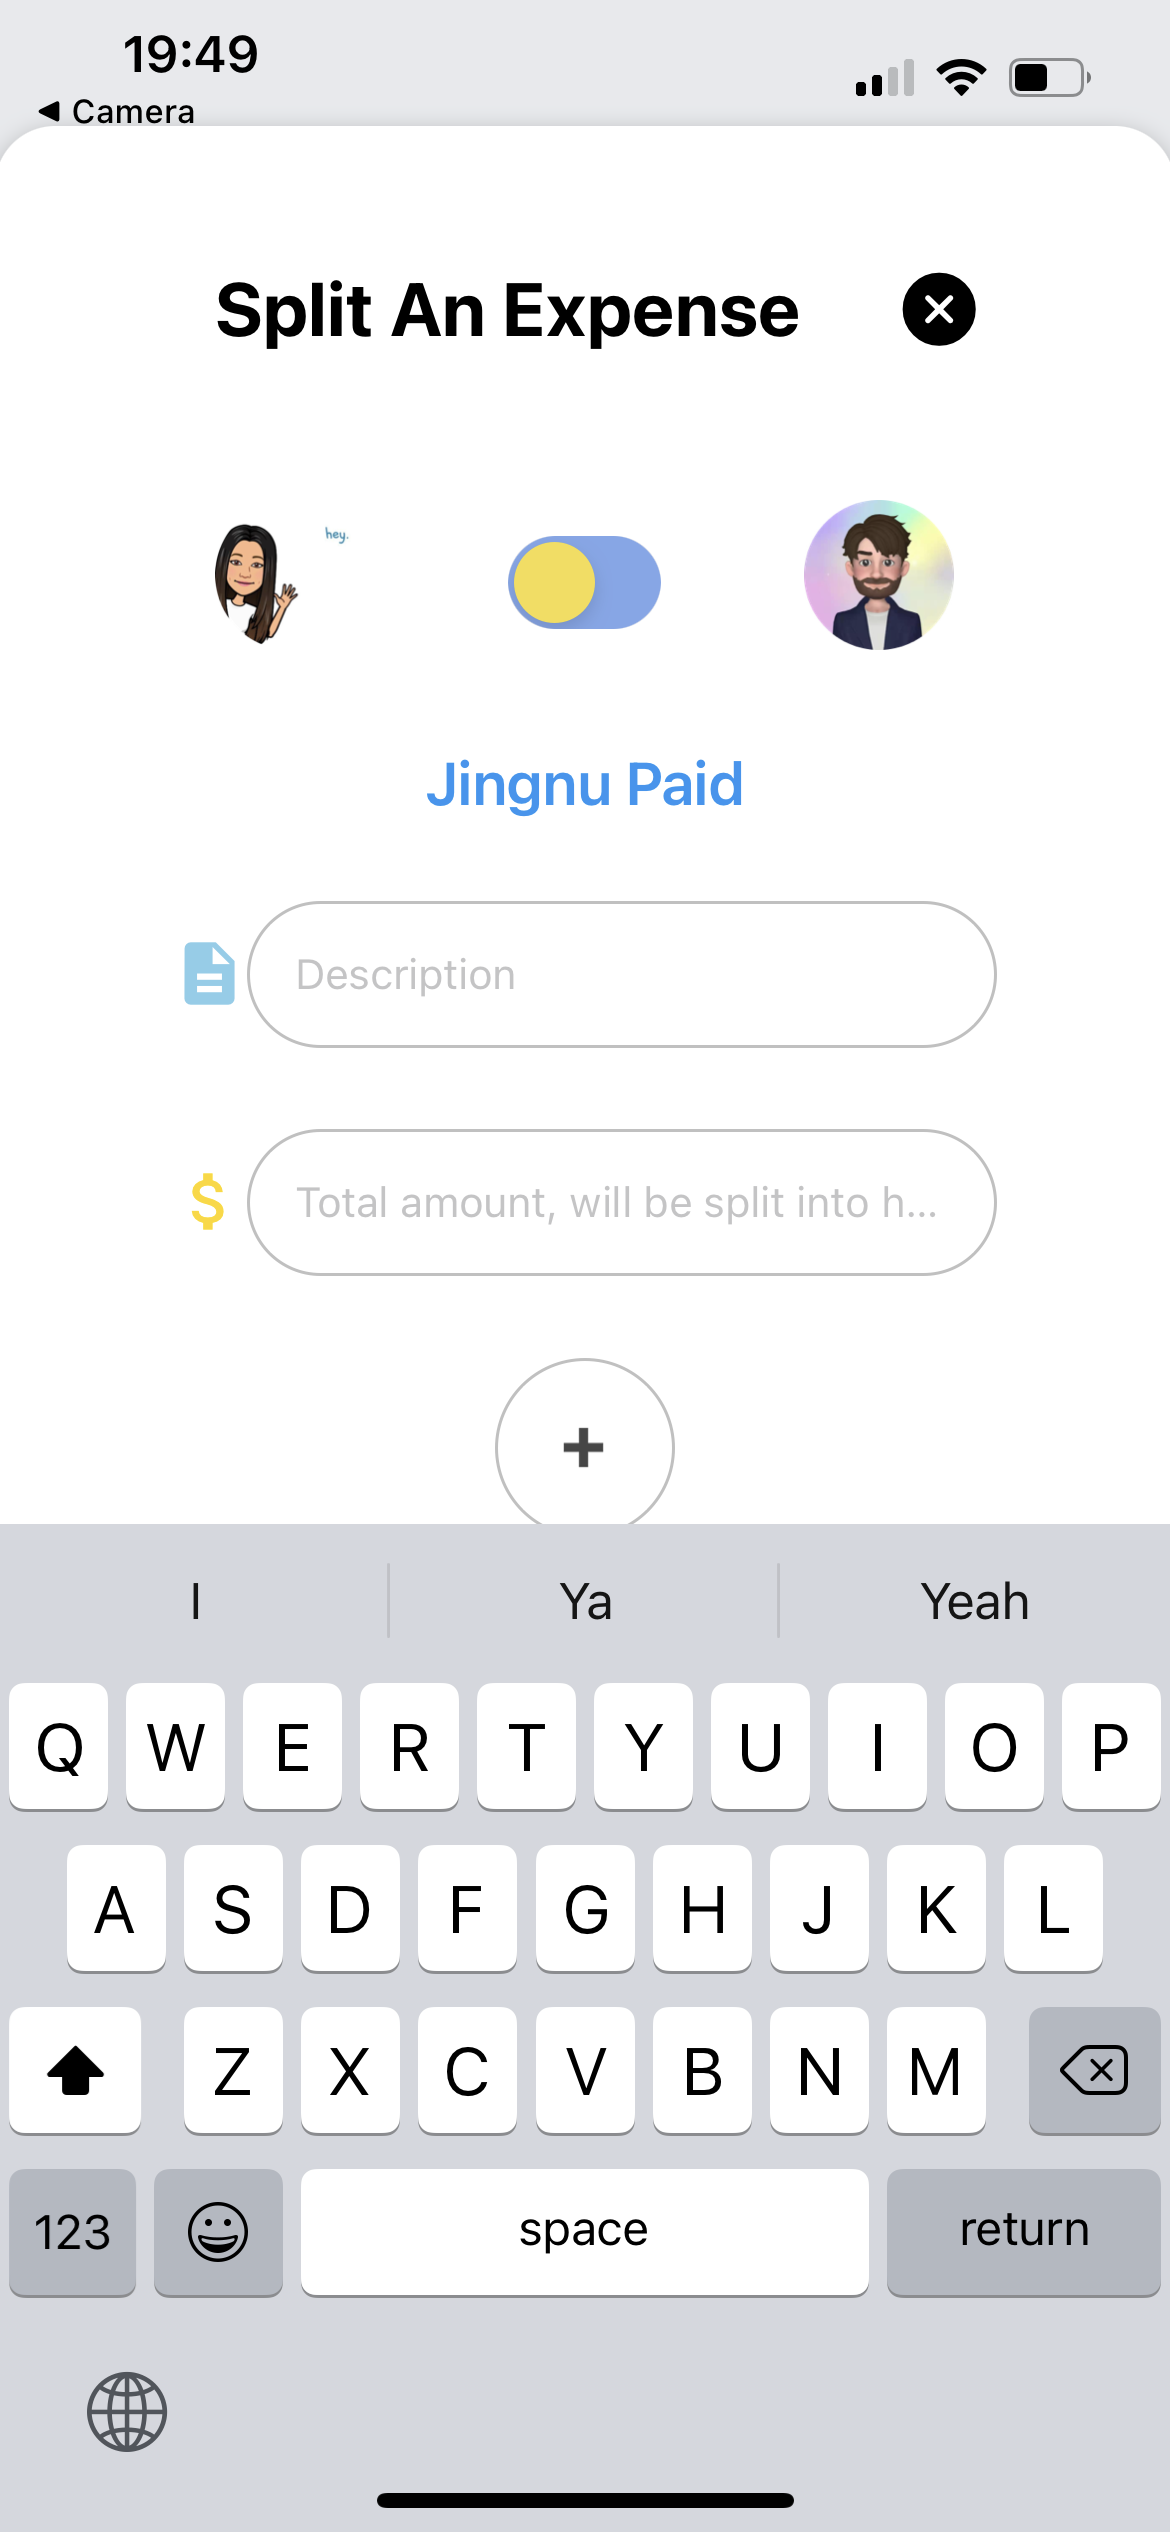 19:49
Camera
Split An Expense
hey.
Jingnu Paid
Description
Total amount, will be split into h...
I Ya Yeah
Q W E R T Y U I O P
A S D F G H J K L
Z X C V B N M
123 space return